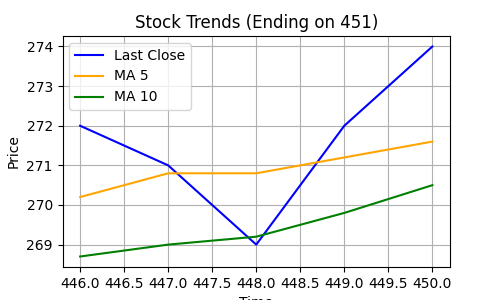 Stock Trends (Ending on 451)
274
273
272
271
270
269
Price
Last Close
MA 5
MA 10
446.0 446.5 447.0 447.5 448.0 448.5 449.0 449.5 450.0
Time